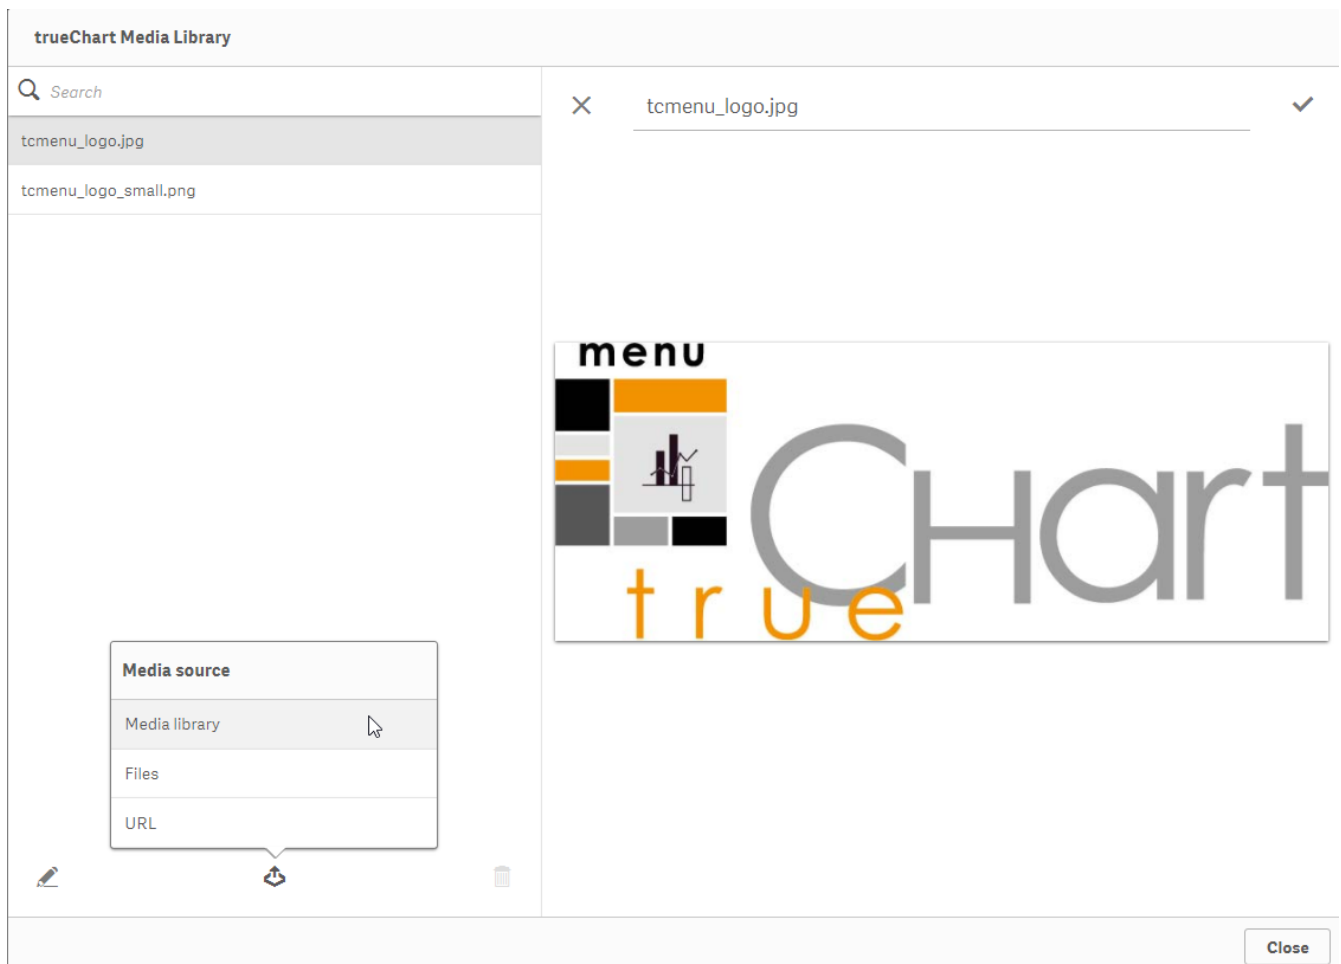 trueChart Media Library
Search
tcmenu_logo.jpg
tcmenu_logo_small.png
tcmenu_logo.jpg
menu
CHart
true
Media source
Media library
Files
URL
Close